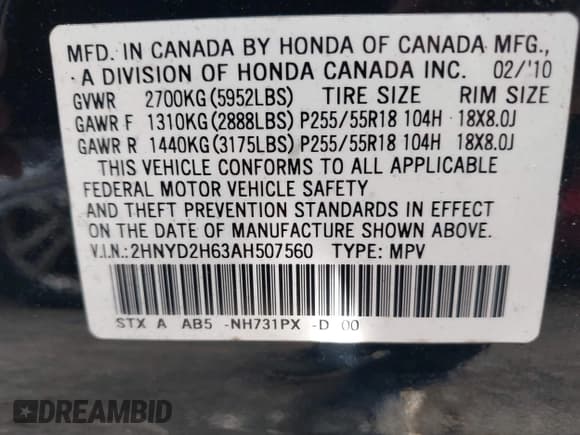 MFD. IN CANADA BY HONDA OF CANADA MFG.,
A DIVISION OF HONDA CANADA INC. 02/'10
GVWR 2700KG(5952LBS) TIRE SIZE RIM SIZE
GAWR F 1310KG(2888LBS) P255/55R18 104H 18X8.0J
GAWR R 1440KG(3175LBS) P255/55R18 104H 18X8.0J
THIS VEHICLE CONFORMS TO ALL APPLICABLE
FEDERAL MOTOR VEHICLE SAFETY
AND THEFT PREVENTION STANDARDS IN EFFECT
ON THE DATE OF MANUFACTURE SHOWN ABOVE.
V.I.N.: 2HNYD2H63AH507560 TYPE: MPV
STX A AB5 -NH731PX -D 00
DREAMBID